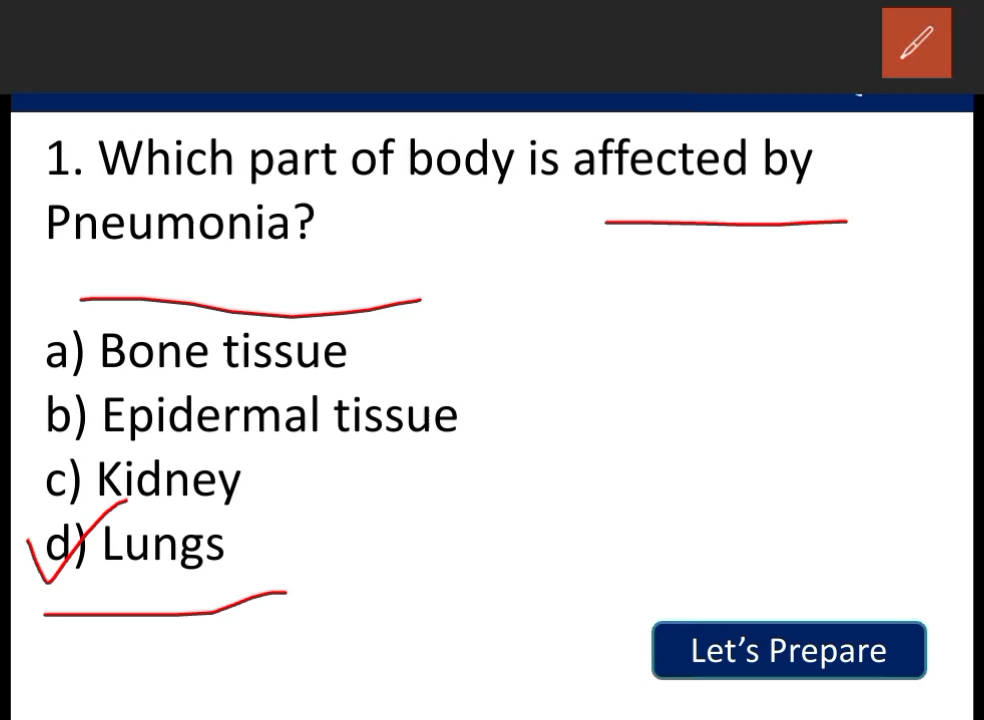 1. Which part of body is affected by
Pneumonia?
a) Bone tissue
b) Epidermal tissue
c) Kidney
d) Lungs
Let's Prepare